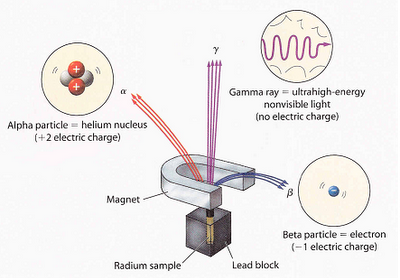 γ
+
+
α
Gamma ray = ultrahigh-energy
nonvisible light
(no electric charge)
Alpha particle = helium nucleus
(+2 electric charge)
β
−
Magnet
Beta particle = electron
(−1 electric charge)
Radium sample
Lead block